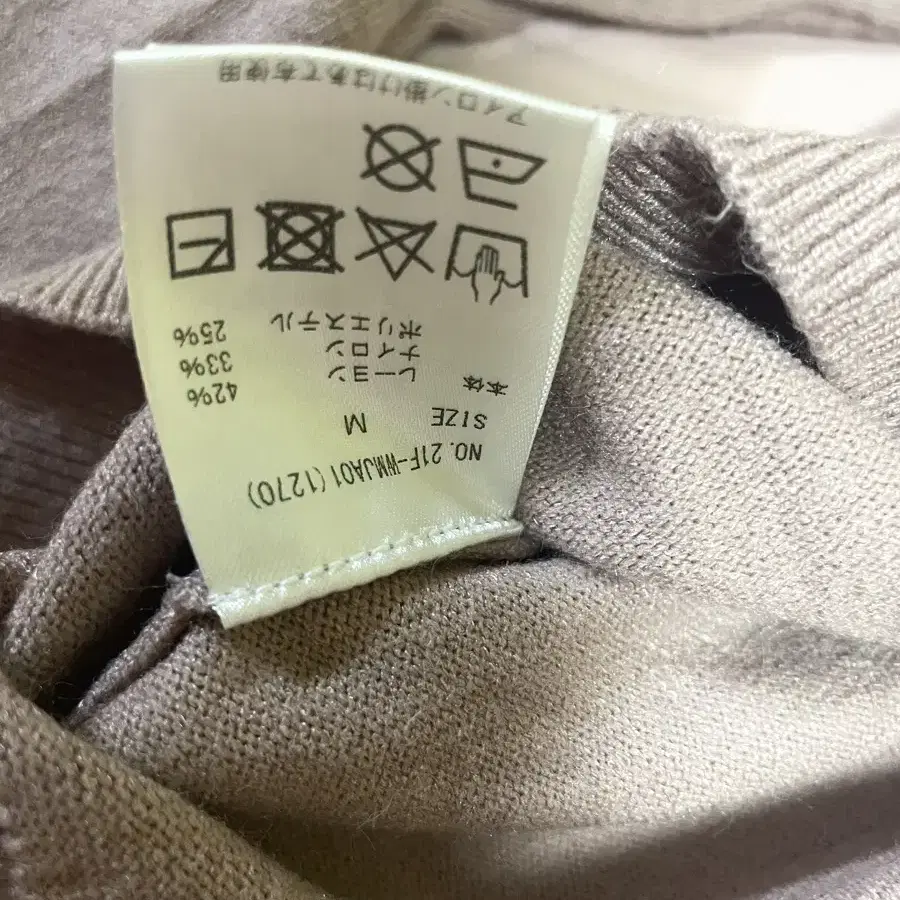 NO. 21F-WMJA01(1270)
SIZE M
本体 レーヨン 42%
ナイロン 33%
ポリエステル 25%
アイロン掛けはあて布使用